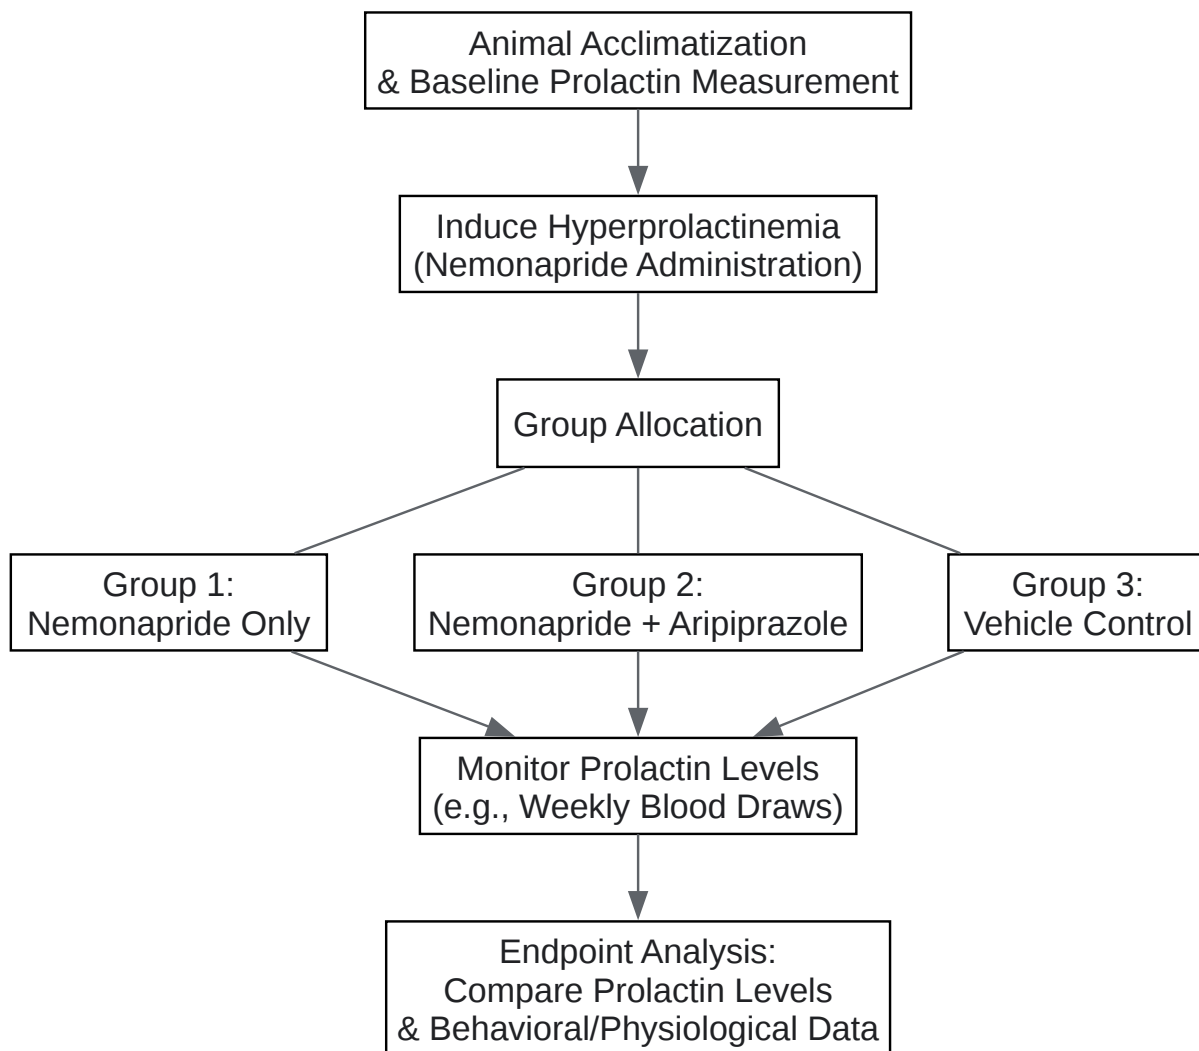 Animal Acclimatization
& Baseline Prolactin Measurement
Induce Hyperprolactinemia
(Nemonapride Administration)
Group Allocation
Group 1:
Nemonapride Only
Group 2:
Nemonapride + Aripiprazole
Group 3:
Vehicle Control
Monitor Prolactin Levels
(e.g., Weekly Blood Draws)
Endpoint Analysis:
Compare Prolactin Levels
& Behavioral/Physiological Data